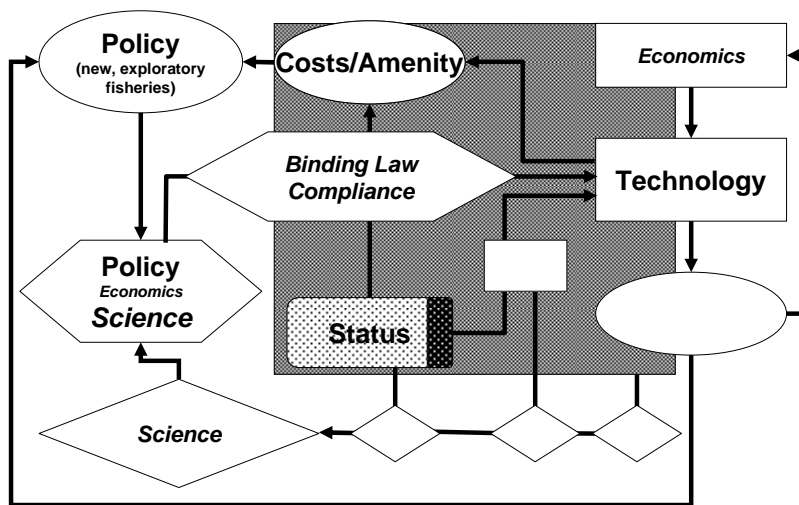 Policy
(new, exploratory
fisheries)
Costs/Amenity
Economics
Binding Law
Compliance
Technology
Policy
Economics
Science
Status
Science